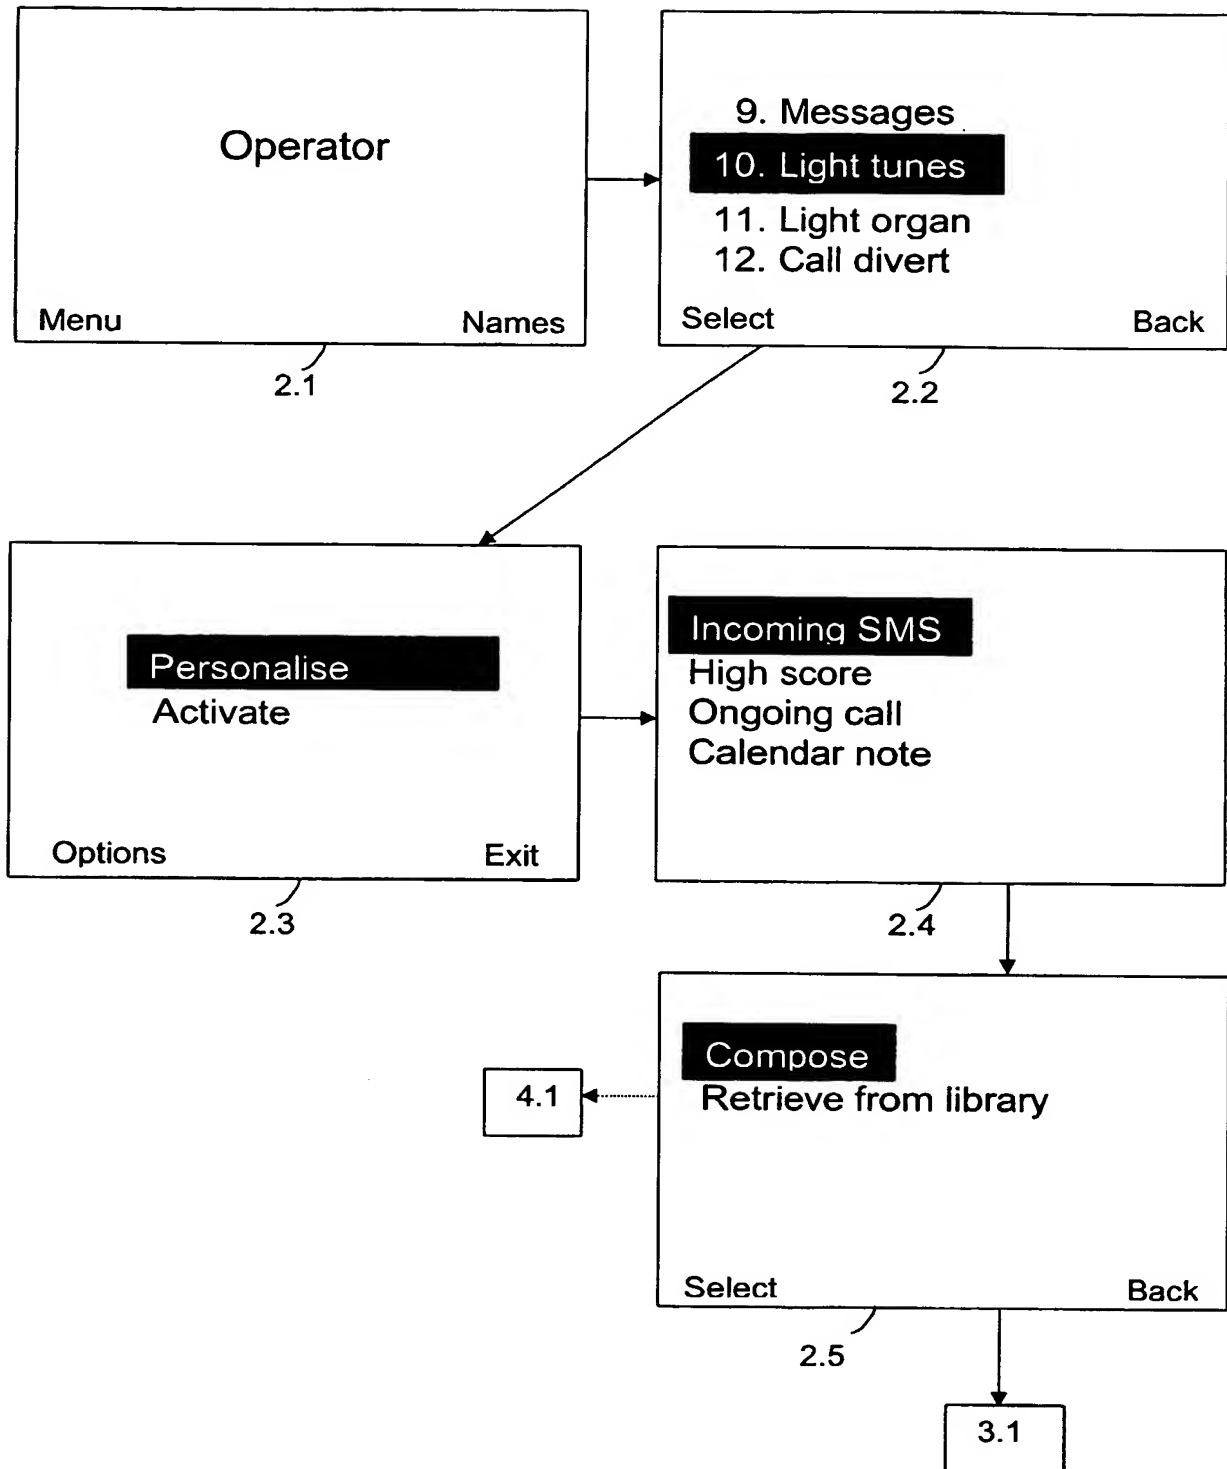 Operator
Menu Names
2.1
9. Messages
10. Light tunes
11. Light organ
12. Call divert
Select Back
2.2
Personalise
Activate
Options Exit
2.3
Incoming SMS
High score
Ongoing call
Calendar note
2.4
Compose
Retrieve from library
Select Back
2.5
4.1
3.1